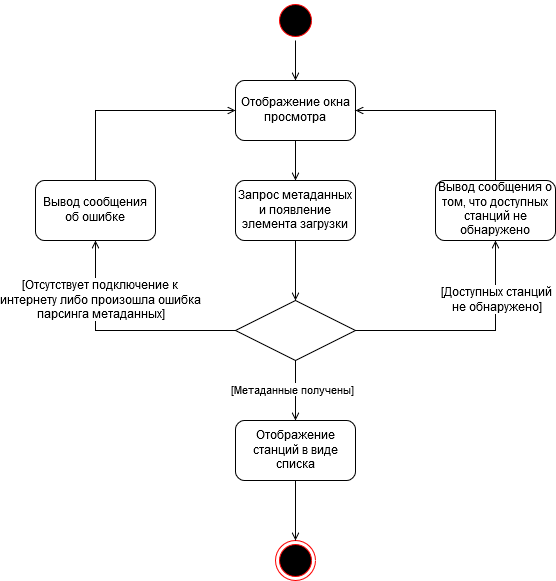 Отображение окна
просмотра
Вывод сообщения
об ошибке
Запрос метаданных
и появление
элемента загрузки
Вывод сообщения о
том, что доступных
станций не
обнаружено
[Отсутствует подключение к
интернету либо произошла ошибка
парсинга метаданных]
[Доступных станций
не обнаружено]
[Метаданные получены]
Отображение
станций в виде
списка